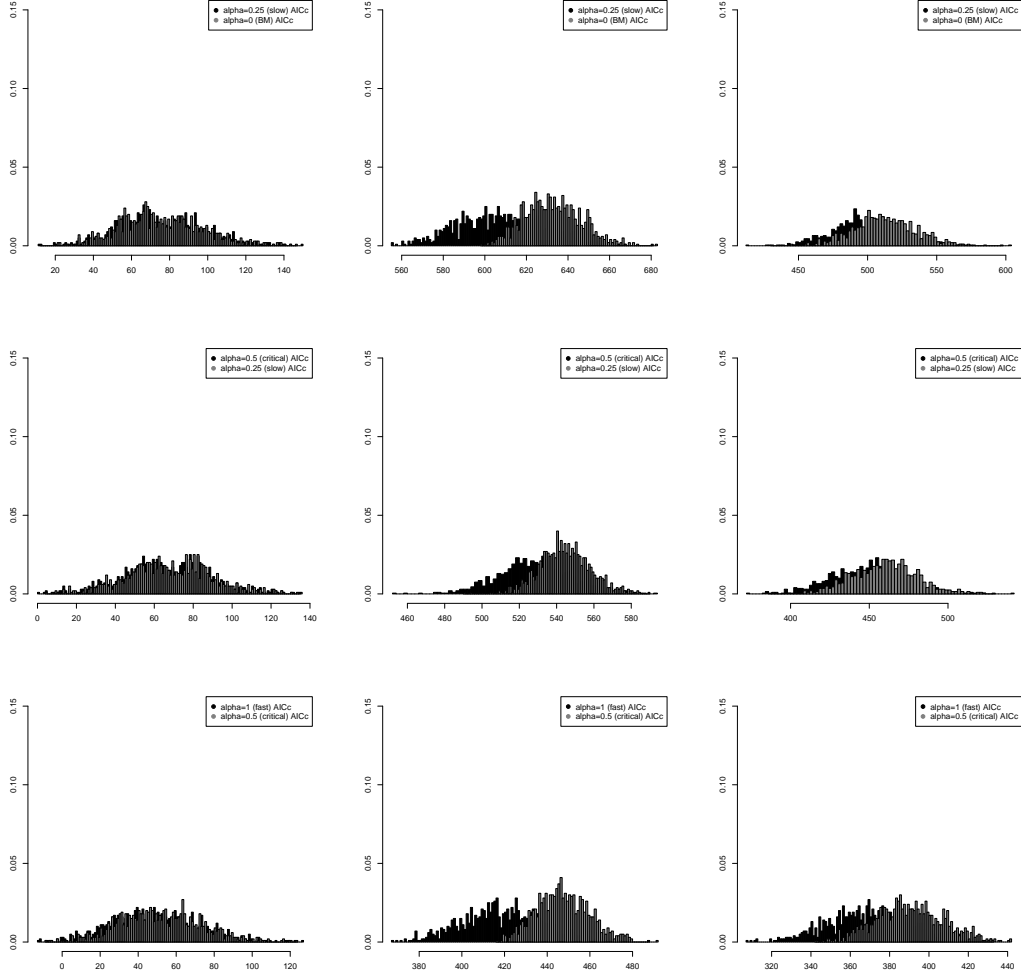 0.00 0.05 0.10 0.15
alpha=0.25 (slow) AICc
alpha=0 (BM) AICc
20 40 60 80 100 120 140
0.00 0.05 0.10 0.15
alpha=0.25 (slow) AICc
alpha=0 (BM) AICc
560 580 600 620 640 660 680
0.00 0.05 0.10 0.15
alpha=0.25 (slow) AICc
alpha=0 (BM) AICc
450 500 550 600
0.00 0.05 0.10 0.15
alpha=0.5 (critical) AICc
alpha=0.25 (slow) AICc
0 20 40 60 80 100 120 140
0.00 0.05 0.10 0.15
alpha=0.5 (critical) AICc
alpha=0.25 (slow) AICc
460 480 500 520 540 560 580
0.00 0.05 0.10 0.15
alpha=0.5 (critical) AICc
alpha=0.25 (slow) AICc
400 450 500
0.00 0.05 0.10 0.15
alpha=1 (fast) AICc
alpha=0.5 (critical) AICc
0 20 40 60 80 100 120
0.00 0.05 0.10 0.15
alpha=1 (fast) AICc
alpha=0.5 (critical) AICc
380 400 420 440 460 480
0.00 0.05 0.10 0.15
alpha=1 (fast) AICc
alpha=0.5 (critical) AICc
320 340 360 380 400 420 440